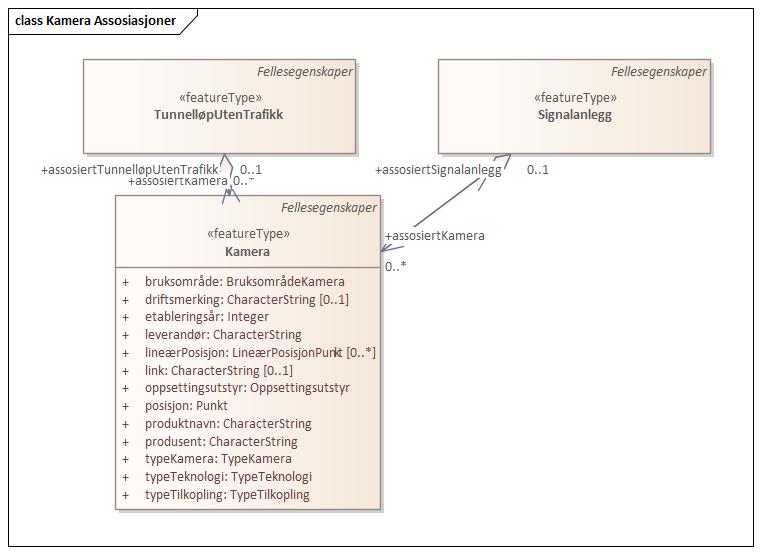 class Kamera Assosiasjoner
Fellesegenskaper
«featureType»
TunnelløpUtenTrafikk
Fellesegenskaper
«featureType»
Signalanlegg
+assosiertTunnelløpUtenTrafikk 0..1
+assosiertKamera 0..*
+assosiertSignalanlegg 0..1
+assosiertKamera
0..*
Fellesegenskaper
«featureType»
Kamera
+ bruksområde: BruksområdeKamera
+ driftsmerking: CharacterString [0..1]
+ etableringsår: Integer
+ leverandør: CharacterString
+ lineærPosisjon: LineærPosisjonPunkt [0..*]
+ link: CharacterString [0..1]
+ oppsettingsutstyr: Oppsettingsutstyr
+ posisjon: Punkt
+ produktnavn: CharacterString
+ produsent: CharacterString
+ typeKamera: TypeKamera
+ typeTeknologi: TypeTeknologi
+ typeTilkopling: TypeTilkopling